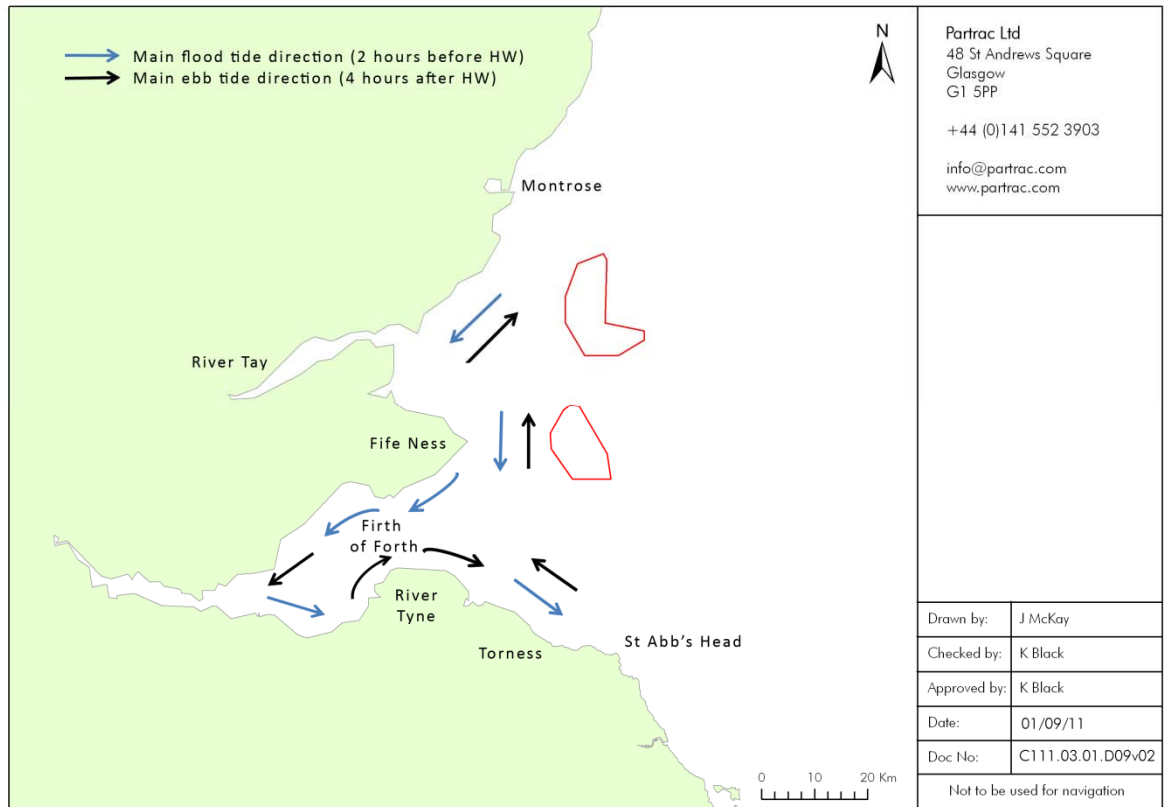 Main flood tide direction (2 hours before HW)
Main ebb tide direction (4 hours after HW)
N
Montrose
River Tay
Fife Ness
Firth
of Forth
River
Tyne
Torness
St Abb's Head
0 10 20 Km
Partrac Ltd
48 St Andrews Square
Glasgow
G1 5PP
+44 (0)141 552 3903
info@partrac.com
www.partrac.com
Drawn by: J McKay
Checked by: K Black
Approved by: K Black
Date: 01/09/11
Doc No: C111.03.01.D09v02
Not to be used for navigation